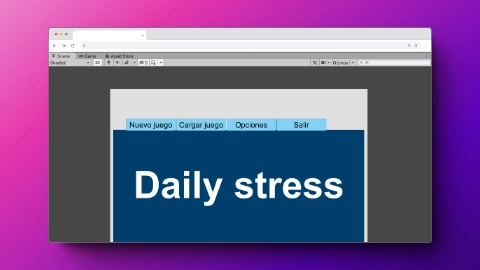 Scene Game Asset Store
Shaded 2D Gizmos
Nuevo juego Cargar juego Opciones Salir
Daily stress